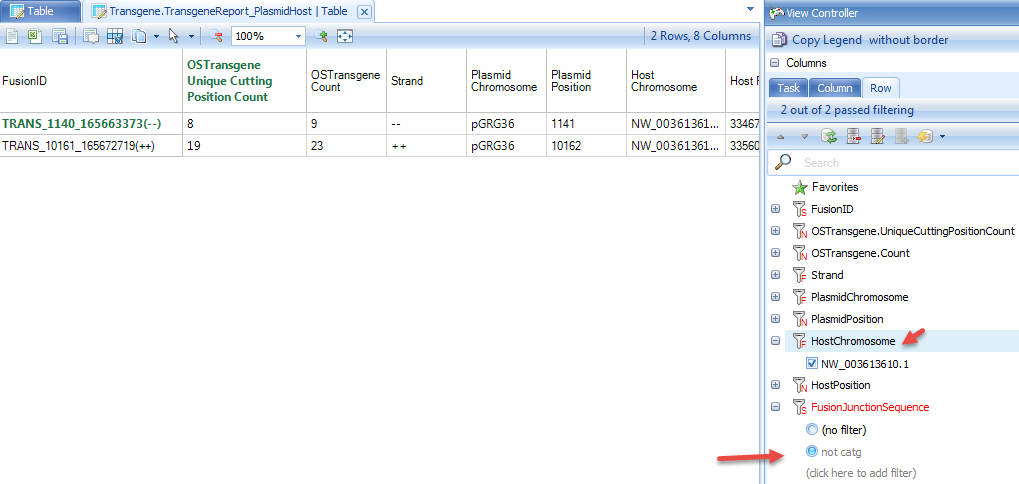 Table
Transgene.TransgeneReport_PlasmidHost | Table
100%
2 Rows, 8 Columns
FusionID
OSTransgene Unique Cutting Position Count
OSTransgene Count
Strand
Plasmid Chromosome
Plasmid Position
Host Chromosome
Host F
TRANS_1140_165663373(--) 8 9 -- pGRG36 1141 NW_00361361... 33467
TRANS_10161_165672719(++) 19 23 ++ pGRG36 10162 NW_00361361... 33560
View Controller
Copy Legend without border
Columns
Task Column Row
2 out of 2 passed filtering
Search
Favorites
FusionID
OSTransgene.UniqueCuttingPositionCount
OSTransgene.Count
Strand
PlasmidChromosome
PlasmidPosition
HostChromosome
NW_003613610.1
HostPosition
FusionJunctionSequence
(no filter)
not catg
(click here to add filter)